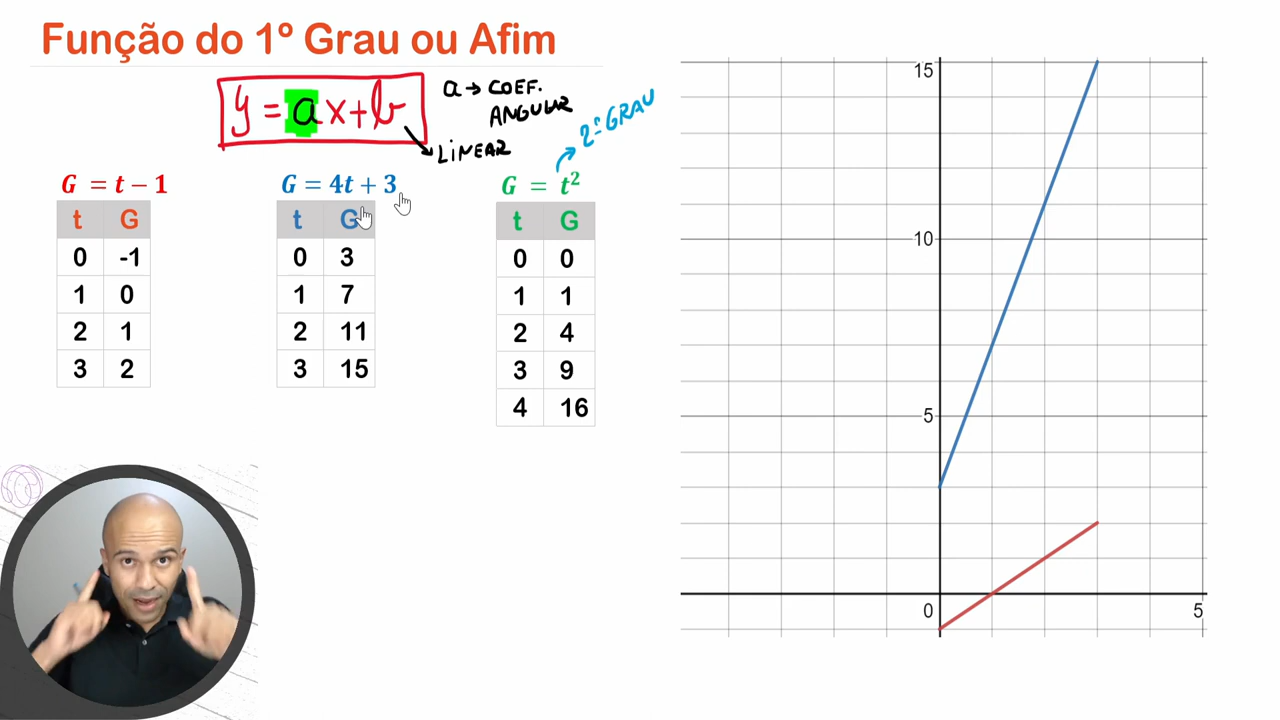 Função do 1º Grau ou Afim
y = ax+b
a → COEF.
ANGULAR
LINEAR
2º GRAU
G = t − 1
t G
0 -1
1 0
2 1
3 2
G = 4t + 3
t G
0 3
1 7
2 11
3 15
G = t²
t G
0 0
1 1
2 4
3 9
4 16
15
10
5
0
5